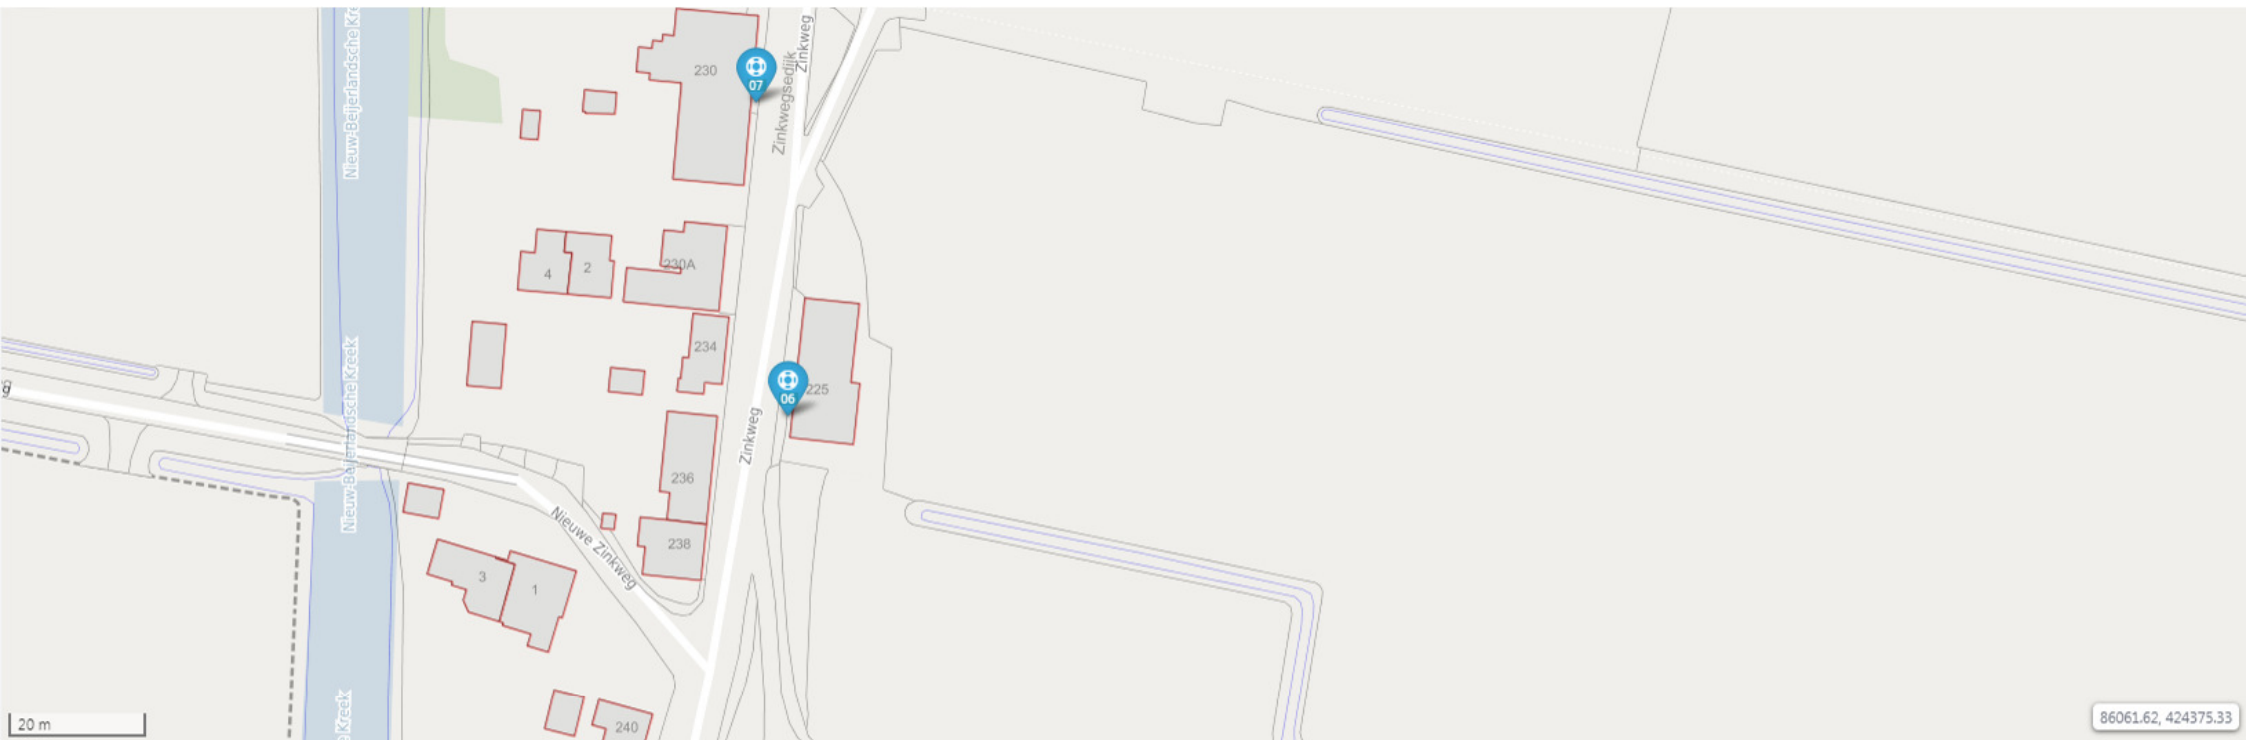 Nieuw-Beijerlandsche Kre
230
07
Zinkwegsedijk
Zinkweg
230A
4
2
234
Nieuw-Beijerlandsche Kreek
g
06
225
Zinkweg
236
238
Nieuwe Zinkweg
3
1
240
e Kreek
20 m
86061.62, 424375.33